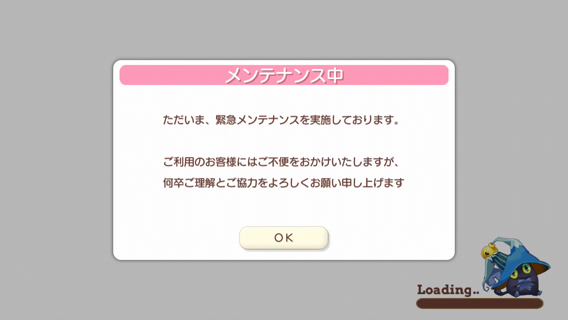 メンテナンス中
ただいま、緊急メンテナンスを実施しております。
ご利用のお客様にはご不便をおかけいたしますが、
何卒ご理解とご協力をよろしくお願い申し上げます
OK
Loading..